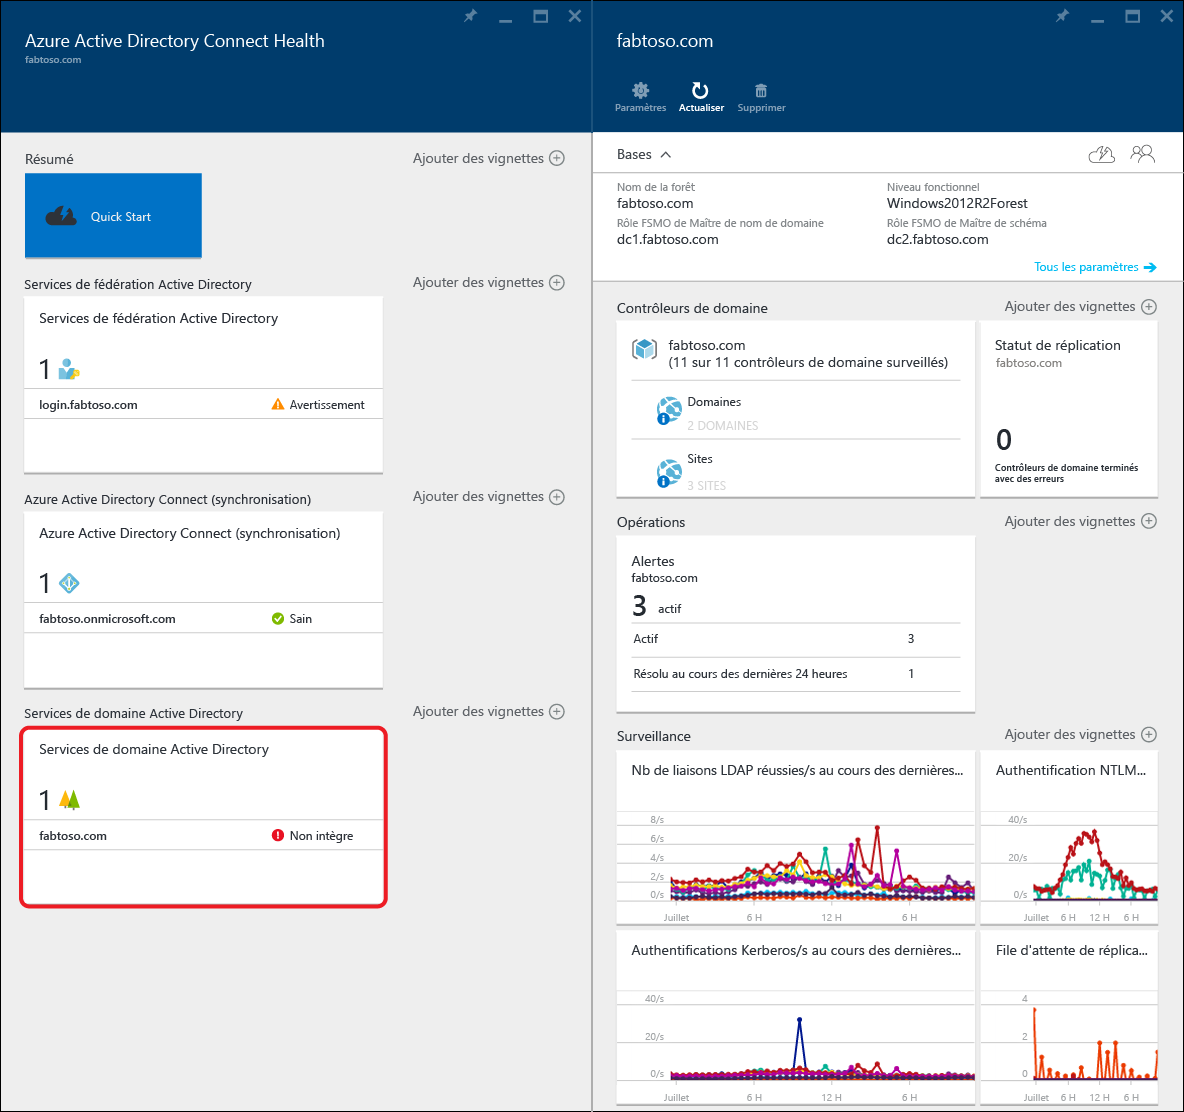 Azure Active Directory Connect Health
fabtoso.com
Résumé
Ajouter des vignettes
Quick Start
Services de fédération Active Directory
Ajouter des vignettes
Services de fédération Active Directory
1
login.fabtoso.com
Avertissement
Azure Active Directory Connect (synchronisation)
Ajouter des vignettes
Azure Active Directory Connect (synchronisation)
1
fabtoso.onmicrosoft.com
Sain
Services de domaine Active Directory
Ajouter des vignettes
Services de domaine Active Directory
1
fabtoso.com
Non intègre
fabtoso.com
Paramètres
Actualiser
Supprimer
Bases
Nom de la forêt
fabtoso.com
Niveau fonctionnel
Windows2012R2Forest
Rôle FSMO de Maître de nom de domaine
dc1.fabtoso.com
Rôle FSMO de Maître de schéma
dc2.fabtoso.com
Tous les paramètres
Contrôleurs de domaine
Ajouter des vignettes
fabtoso.com
(11 sur 11 contrôleurs de domaine surveillés)
Domaines
2 DOMAINES
Sites
3 SITES
Statut de réplication
fabtoso.com
0
Contrôleurs de domaine terminés
avec des erreurs
Opérations
Ajouter des vignettes
Alertes
fabtoso.com
3 actif
Actif 3
Résolu au cours des dernières 24 heures 1
Surveillance
Ajouter des vignettes
Nb de liaisons LDAP réussies/s au cours des dernières...
8/s
6/s
4/s
2/s
0/s
Juillet 6 H 12 H 6 H
Authentification NTLM...
40/s
20/s
0/s
Juillet 6 H 12 H 6 H
Authentifications Kerberos/s au cours des dernières...
40/s
20/s
0/s
Juillet 6 H 12 H 6 H
File d'attente de réplica...
4
2
0
Juillet 6 H 12 H 6 H